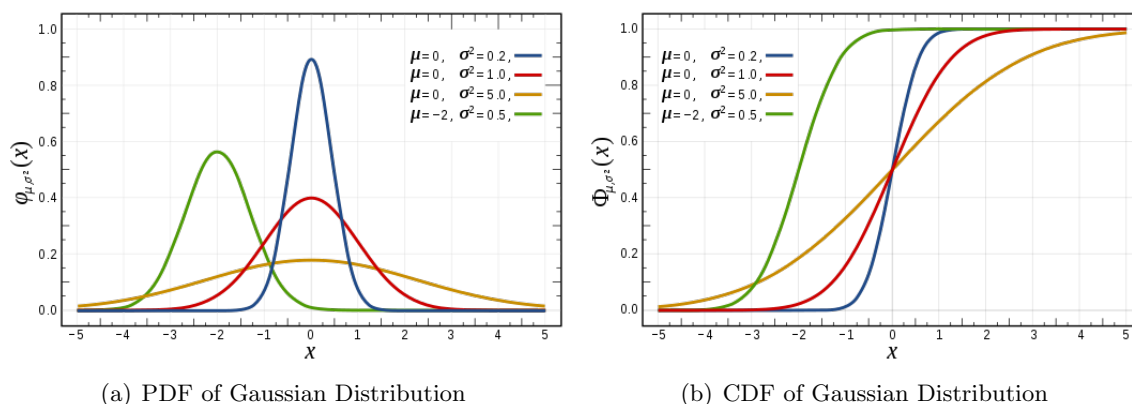 1.0
0.8
0.6
0.4
0.2
0.0
φμ,σ²(x)
μ=0, σ²=0.2,
μ=0, σ²=1.0,
μ=0, σ²=5.0,
μ=−2, σ²=0.5,
−5 −4 −3 −2 −1 0 1 2 3 4 5
x
(a) PDF of Gaussian Distribution
1.0
0.8
0.6
0.4
0.2
0.0
Φμ,σ²(x)
μ=0, σ²=0.2,
μ=0, σ²=1.0,
μ=0, σ²=5.0,
μ=−2, σ²=0.5,
−5 −4 −3 −2 −1 0 1 2 3 4 5
x
(b) CDF of Gaussian Distribution